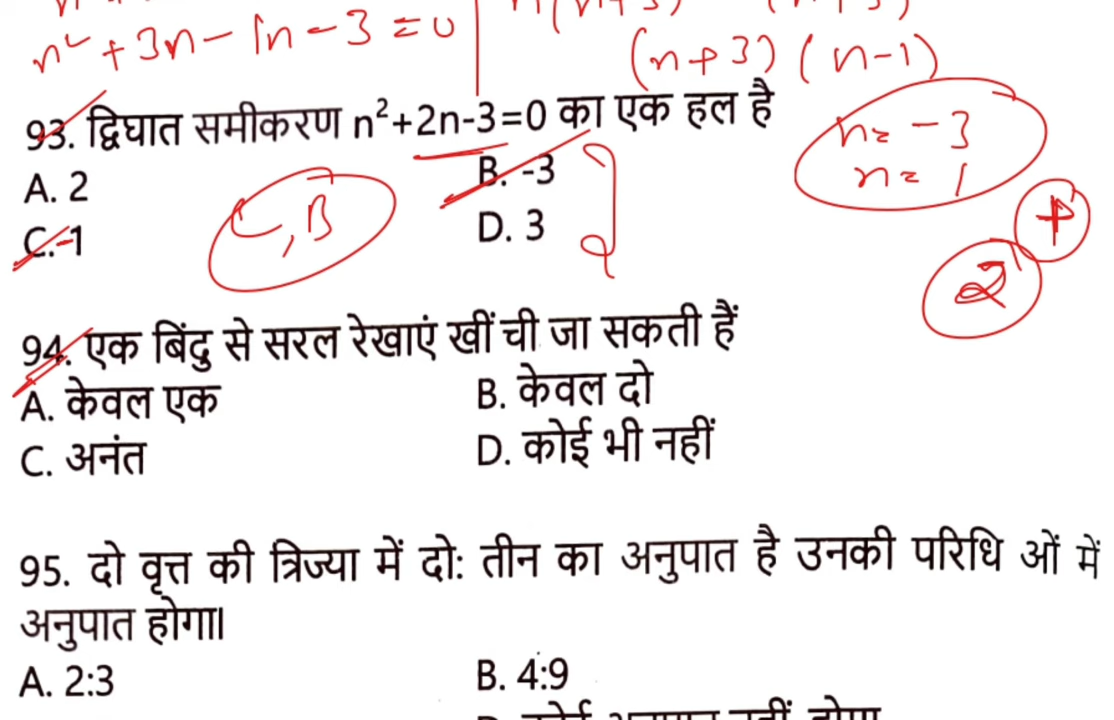 n²+3n-1n-3=0
(n+3)(n-1)
93. द्विघात समीकरण n²+2n-3=0 का एक हल है
n=-3
n=1
A. 2 B. -3
C.-1 D. 3
C, B
+
2
94. एक बिंदु से सरल रेखाएं खीं ची जा सकती हैं
A. केवल एक B. केवल दो
C. अनंत D. कोई भी नहीं
95. दो वृत्त की त्रिज्या में दो: तीन का अनुपात है उनकी परिधि ओं में
अनुपात होगा।
A. 2:3 B. 4:9